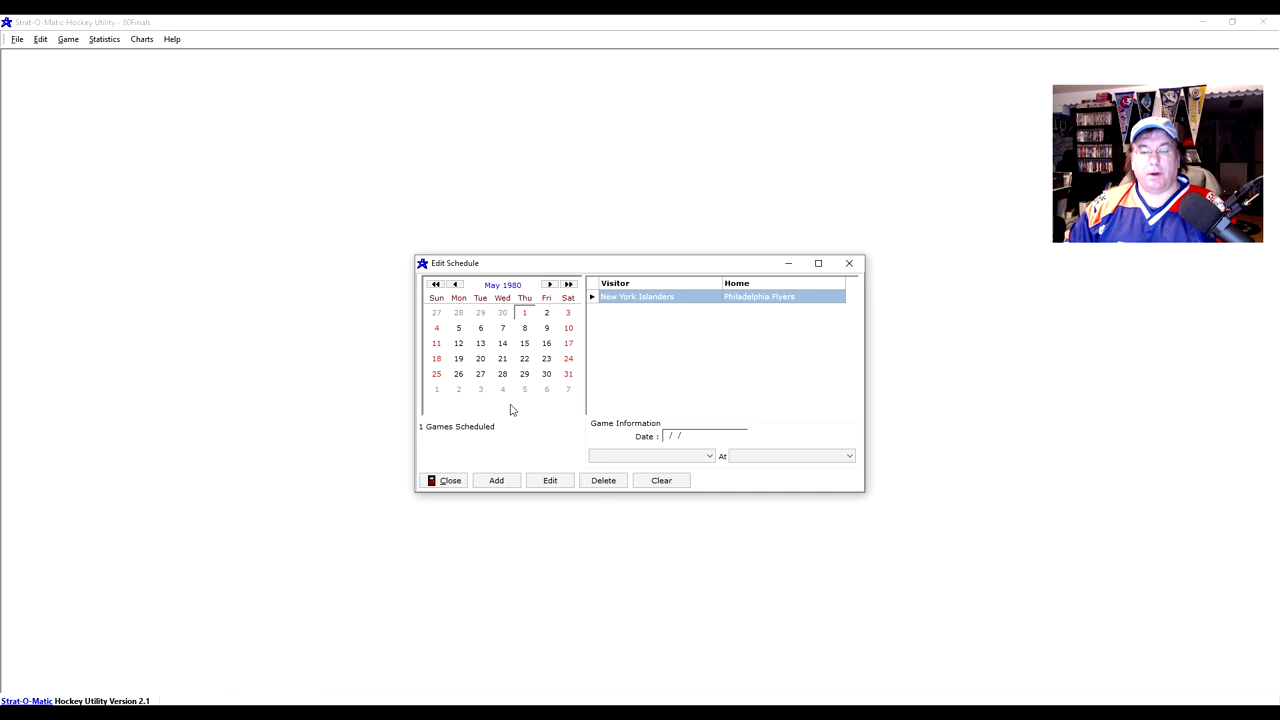 Strat-O-Matic Hockey Utility - 80Finals
File Edit Game Statistics Charts Help
Edit Schedule
May 1980
Sun Mon Tue Wed Thu Fri Sat
27 28 29 30 1 2 3
4 5 6 7 8 9 10
11 12 13 14 15 16 17
18 19 20 21 22 23 24
25 26 27 28 29 30 31
1 2 3 4 5 6 7
1 Games Scheduled
Visitor Home
New York Islanders Philadelphia Flyers
Game Information
Date : / /
At
Close Add Edit Delete Clear
Strat-O-Matic Hockey Utility Version 2.1